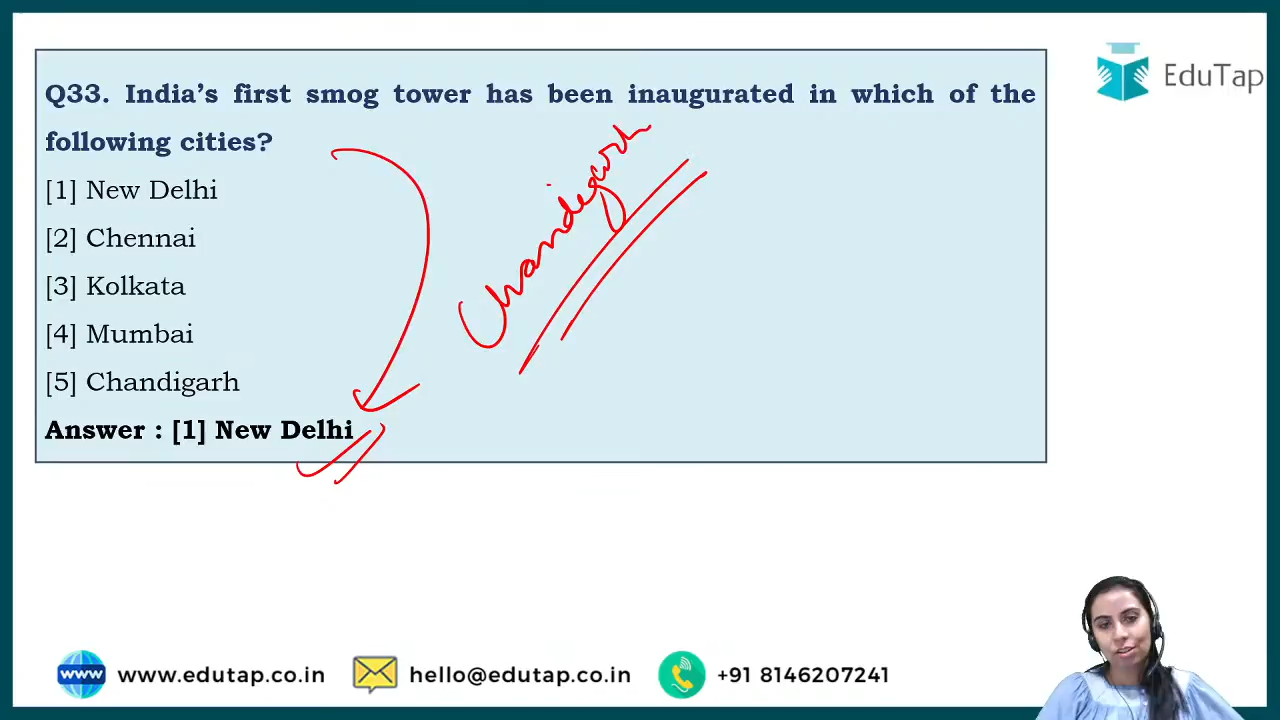 EduTap
Q33. India's first smog tower has been inaugurated in which of the
following cities?
[1] New Delhi
[2] Chennai
[3] Kolkata
[4] Mumbai
[5] Chandigarh
Answer : [1] New Delhi
Chandigarh
www www.edutap.co.in hello@edutap.co.in +91 8146207241